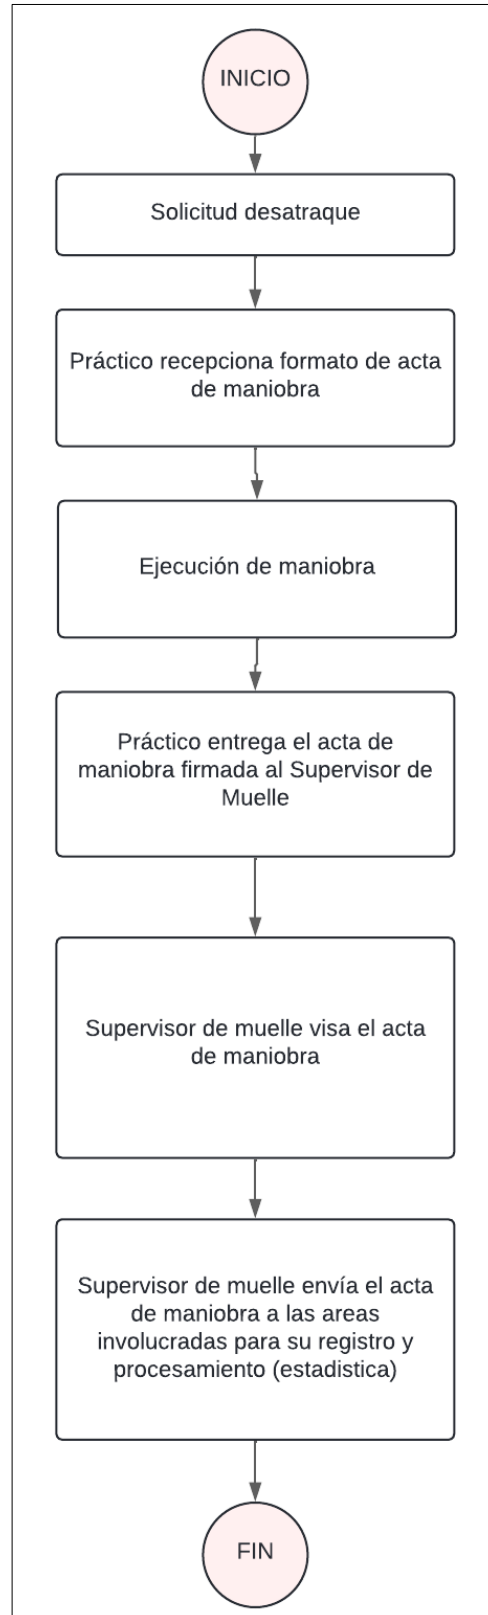 INICIO
Solicitud desatraque
Práctico recepciona formato de acta
de maniobra
Ejecución de maniobra
Práctico entrega el acta de
maniobra firmada al Supervisor de
Muelle
Supervisor de muelle visa el acta
de maniobra
Supervisor de muelle envía el acta
de maniobra a las areas
involucradas para su registro y
procesamiento (estadistica)
FIN